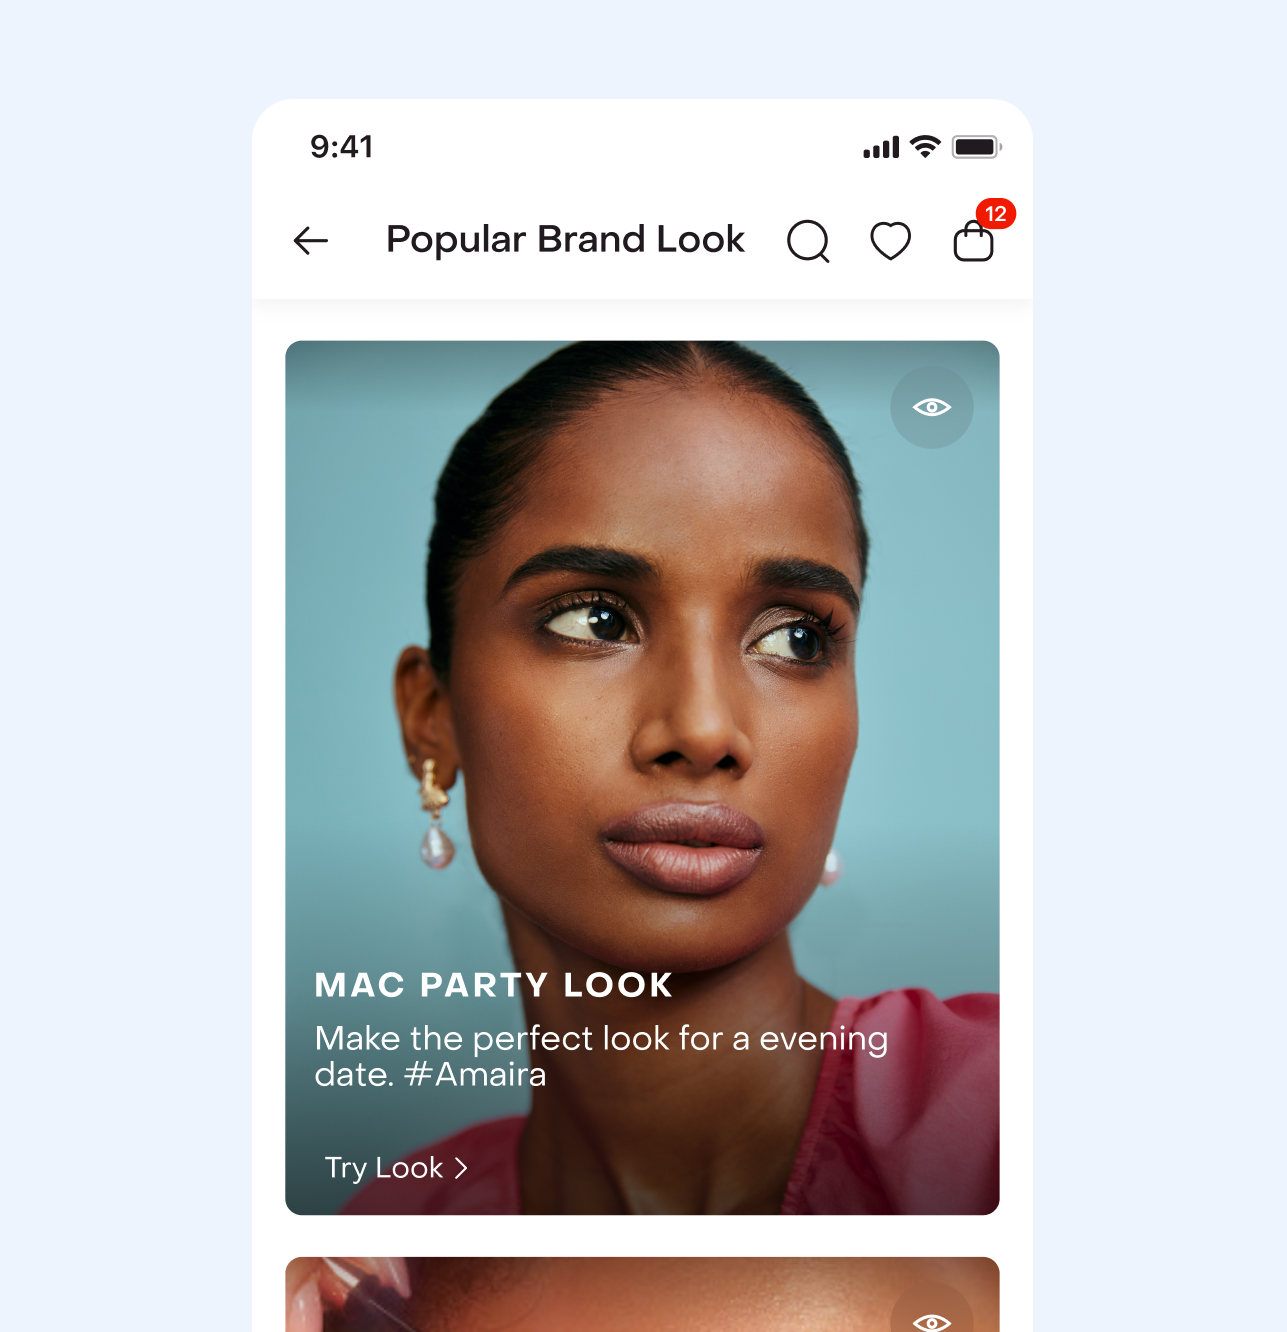 9:41
Popular Brand Look
12
MAC PARTY LOOK
Make the perfect look for a evening
date. #Amaira
Try Look